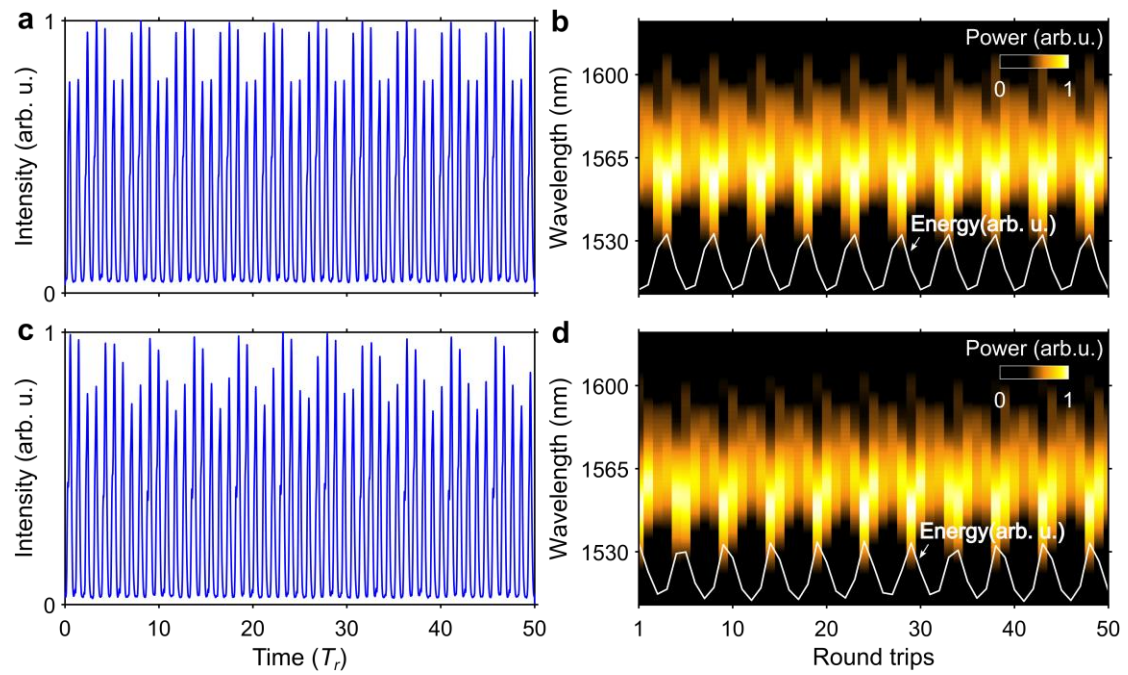 a
1
Intensity (arb. u.)
0
b
Power (arb.u.)
0 1
1600
1565
1530
Wavelength (nm)
Energy(arb. u.)
c
1
Intensity (arb. u.)
0
0 10 20 30 40 50
Time (Tr)
d
Power (arb.u.)
0 1
1600
1565
1530
Wavelength (nm)
Energy(arb. u.)
1 10 20 30 40 50
Round trips